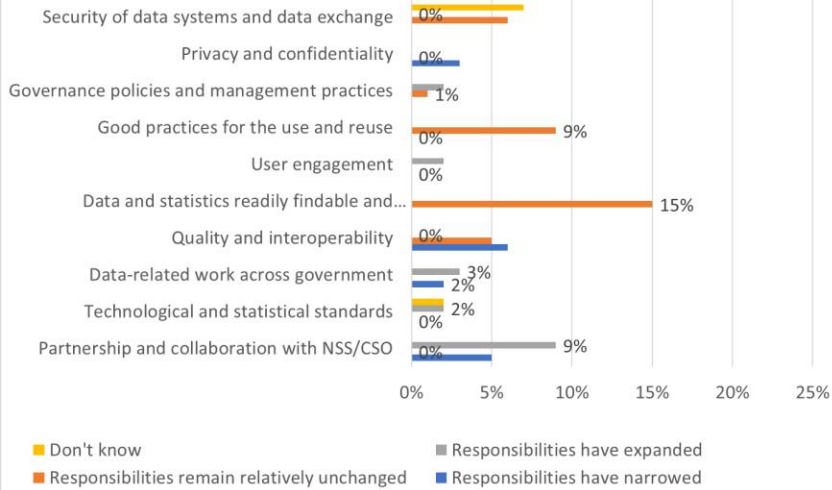 Security of data systems and data exchange 0%
Privacy and confidentiality 0%
Governance policies and management practices 1%
Good practices for the use and reuse 9%
0%
User engagement
0%
Data and statistics readily findable and... 15%
Quality and interoperability 0%
Data-related work across government 3%
2%
Technological and statistical standards 2%
0%
Partnership and collaboration with NSS/CSO 0% 9%
0% 5% 10% 15% 20% 25%
Don't know Responsibilities have expanded
Responsibilities remain relatively unchanged Responsibilities have narrowed